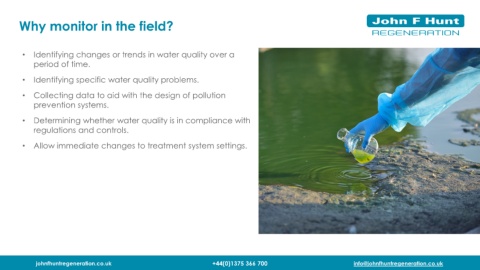 Why monitor in the field?
John F Hunt
REGENERATION
• Identifying changes or trends in water quality over a
period of time.
• Identifying specific water quality problems.
• Collecting data to aid with the design of pollution
prevention systems.
• Determining whether water quality is in compliance with
regulations and controls.
• Allow immediate changes to treatment system settings.
johnfhuntregeneration.co.uk
+44(0)1375 366 700
info@johnfhuntregeneration.co.uk